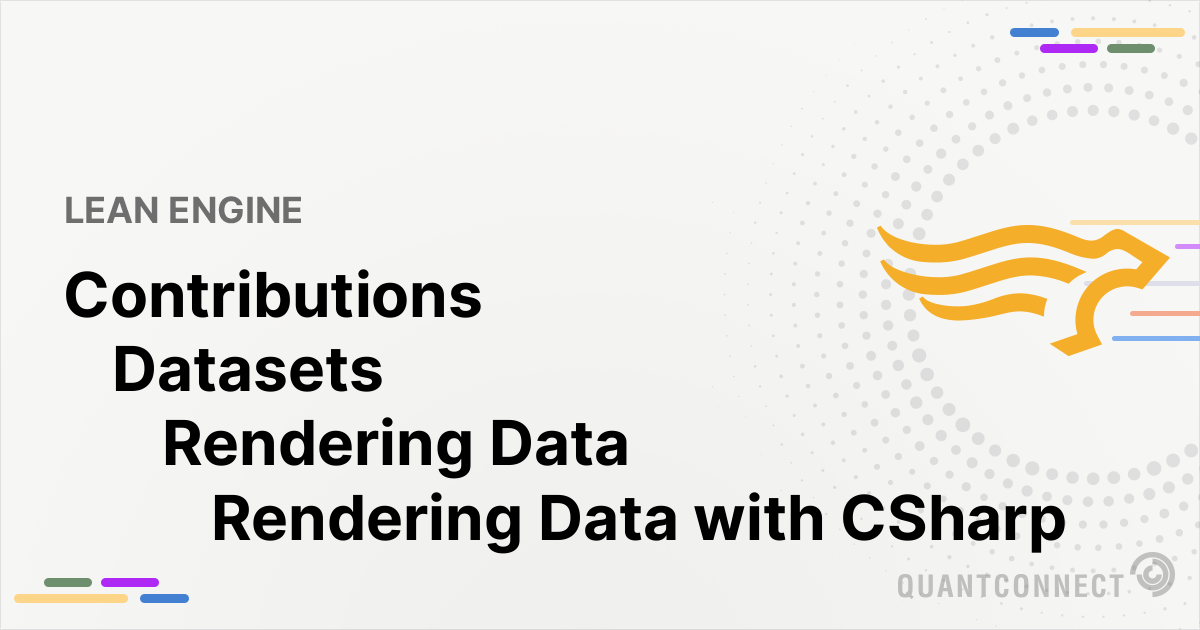 LEAN ENGINE
Contributions
Datasets
Rendering Data
Rendering Data with CSharp
QUANTCONNECT